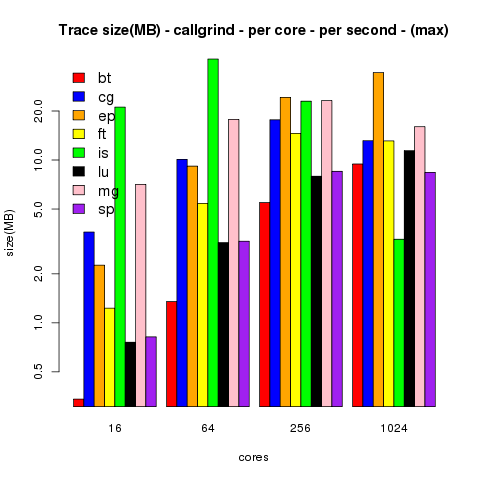 Trace size(MB) - callgrind - per core - per second - (max)
bt
cg
ep
ft
is
lu
mg
sp
20.0
10.0
5.0
2.0
1.0
0.5
size(MB)
16 64 256 1024
cores